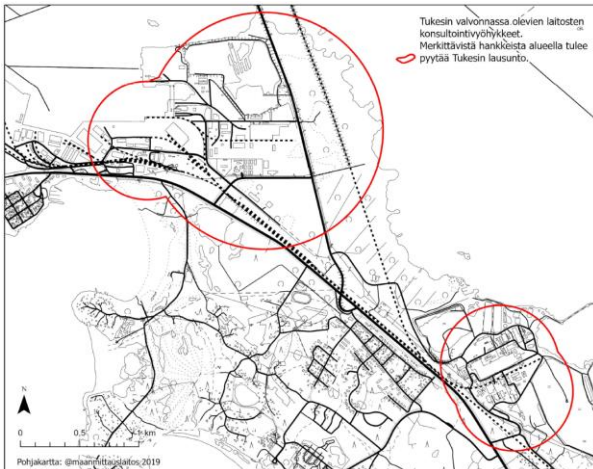 Tukesin valvonnassa olevien laitosten
konsultointivyöhykkeet.
Merkittävistä hankkeista alueella tulee
pyytää Tukesin lausunto.
N
0 0.5 1 km
Pohjakartta: @maanmittauslaitos 2019